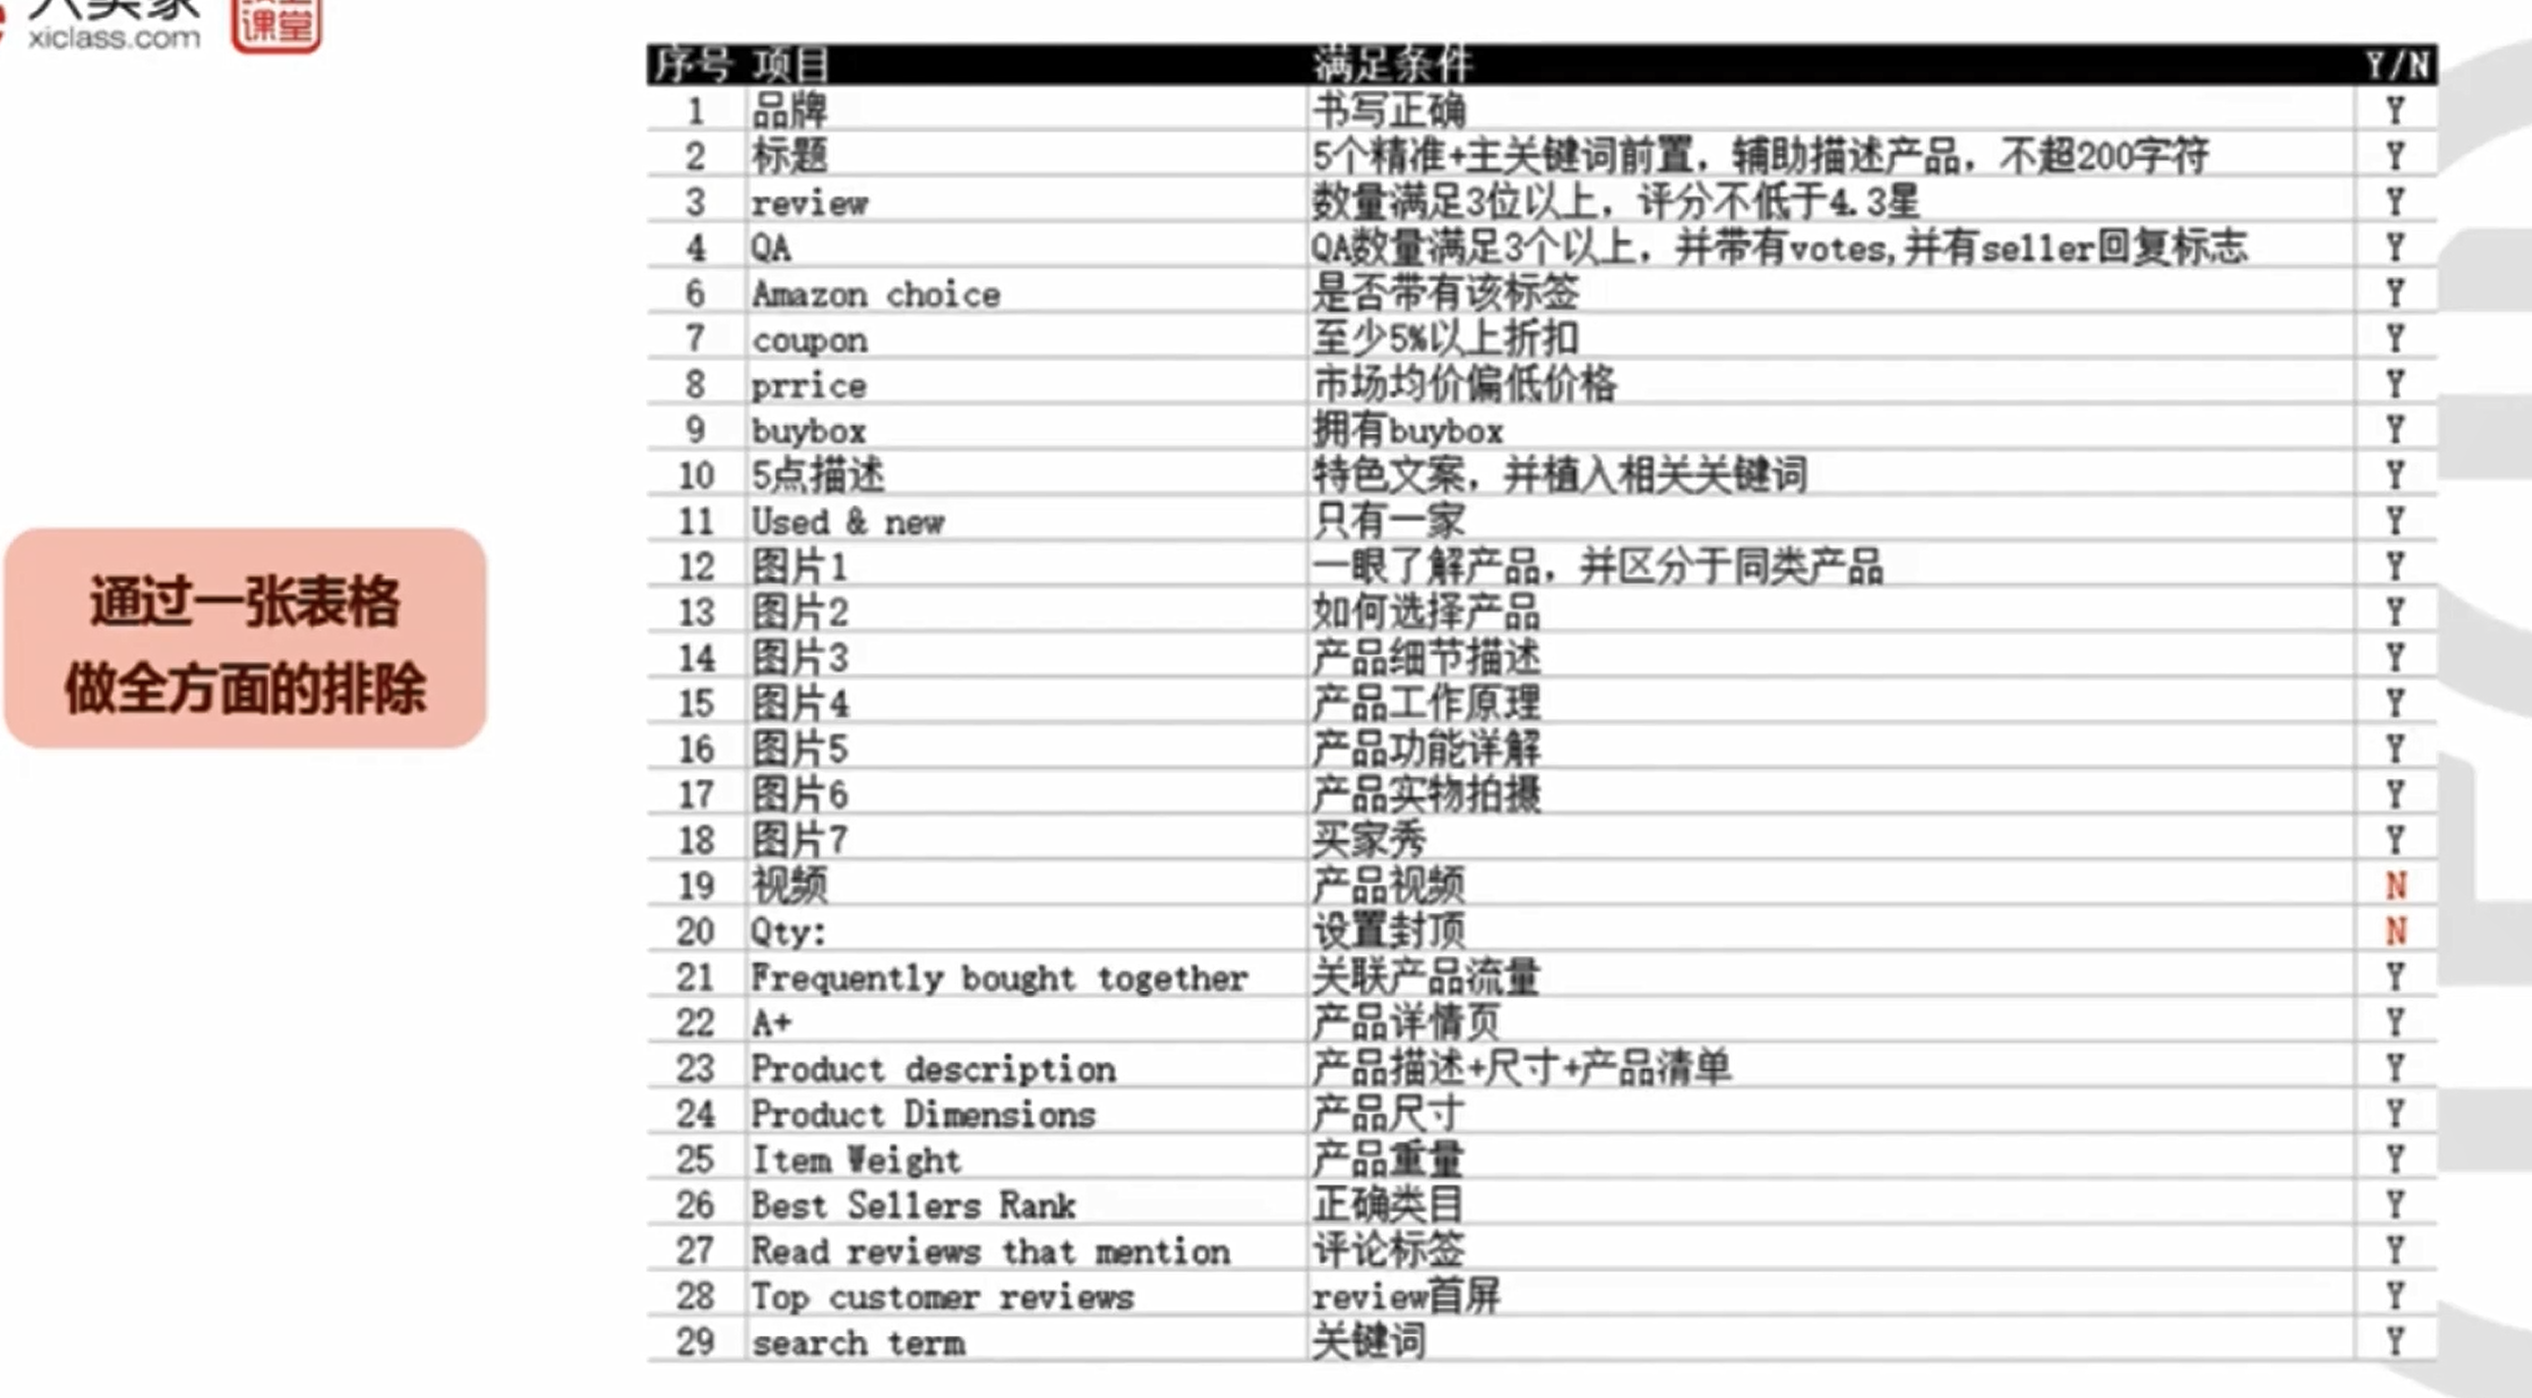 xiclass.com
课堂
序号 项目 满足条件 Y/N
1 品牌 书写正确 Y
2 标题 5个精准+主关键词前置，辅助描述产品，不超200字符 Y
3 review 数量满足3位以上，评分不低于4.3星 Y
4 QA QA数量满足3个以上，并带有votes,并有seller回复标志 Y
6 Amazon choice 是否带有该标签 Y
7 coupon 至少5%以上折扣 Y
8 prrice 市场均价偏低价格 Y
9 buybox 拥有buybox Y
10 5点描述 特色文案，并植入相关关键词 Y
11 Used & new 只有一家 Y
12 图片1 一眼了解产品，并区分于同类产品 Y
13 图片2 如何选择产品 Y
14 图片3 产品细节描述 Y
15 图片4 产品工作原理 Y
16 图片5 产品功能详解 Y
17 图片6 产品实物拍摄 Y
18 图片7 买家秀 Y
19 视频 产品视频 N
20 Qty: 设置封顶 N
21 Frequently bought together 关联产品流量 Y
22 A+ 产品详情页 Y
23 Product description 产品描述+尺寸+产品清单 Y
24 Product Dimensions 产品尺寸 Y
25 Item Weight 产品重量 Y
26 Best Sellers Rank 正确类目 Y
27 Read reviews that mention 评论标签 Y
28 Top customer reviews review首屏 Y
29 search term 关键词 Y
通过一张表格
做全方面的排除